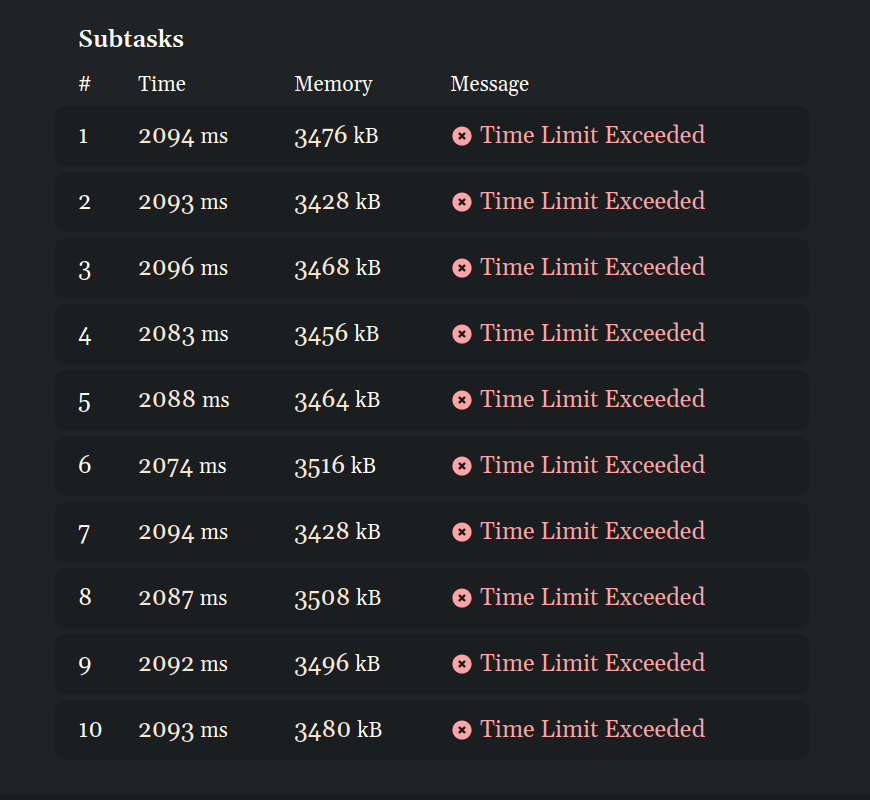 Subtasks
# Time Memory Message
1 2094 ms 3476 kB Time Limit Exceeded
2 2093 ms 3428 kB Time Limit Exceeded
3 2096 ms 3468 kB Time Limit Exceeded
4 2083 ms 3456 kB Time Limit Exceeded
5 2088 ms 3464 kB Time Limit Exceeded
6 2074 ms 3516 kB Time Limit Exceeded
7 2094 ms 3428 kB Time Limit Exceeded
8 2087 ms 3508 kB Time Limit Exceeded
9 2092 ms 3496 kB Time Limit Exceeded
10 2093 ms 3480 kB Time Limit Exceeded